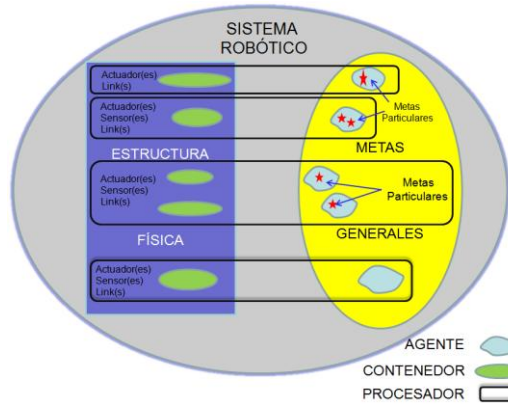 SISTEMA
ROBÓTICO
Actuador(es)
Link(s)
Actuador(es)
Sensor(es)
Link(s)
Metas
Particulares
ESTRUCTURA
METAS
Actuador(es)
Sensor(es)
Link(s)
Metas
Particulares
FÍSICA
GENERALES
Actuador(es)
Sensor(es)
Link(s)
AGENTE
CONTENEDOR
PROCESADOR